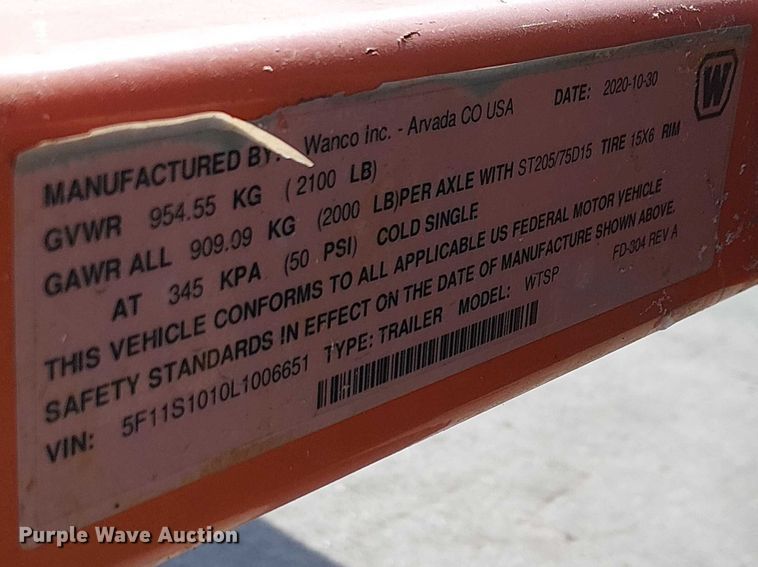 MANUFACTURED BY: Wanco Inc. - Arvada CO USA DATE: 2020-10-30 W
GVWR 954.55 KG (2100 LB)
GAWR ALL 909.09 KG (2000 LB)PER AXLE WITH ST205/75D15 TIRE 15X6 RIM
AT 345 KPA (50 PSI) COLD SINGLE
THIS VEHICLE CONFORMS TO ALL APPLICABLE US FEDERAL MOTOR VEHICLE
SAFETY STANDARDS IN EFFECT ON THE DATE OF MANUFACTURE SHOWN ABOVE.
VIN: 5F11S1010L1006651 TYPE: TRAILER MODEL: WTSP FD-304 REV A
Purple Wave Auction